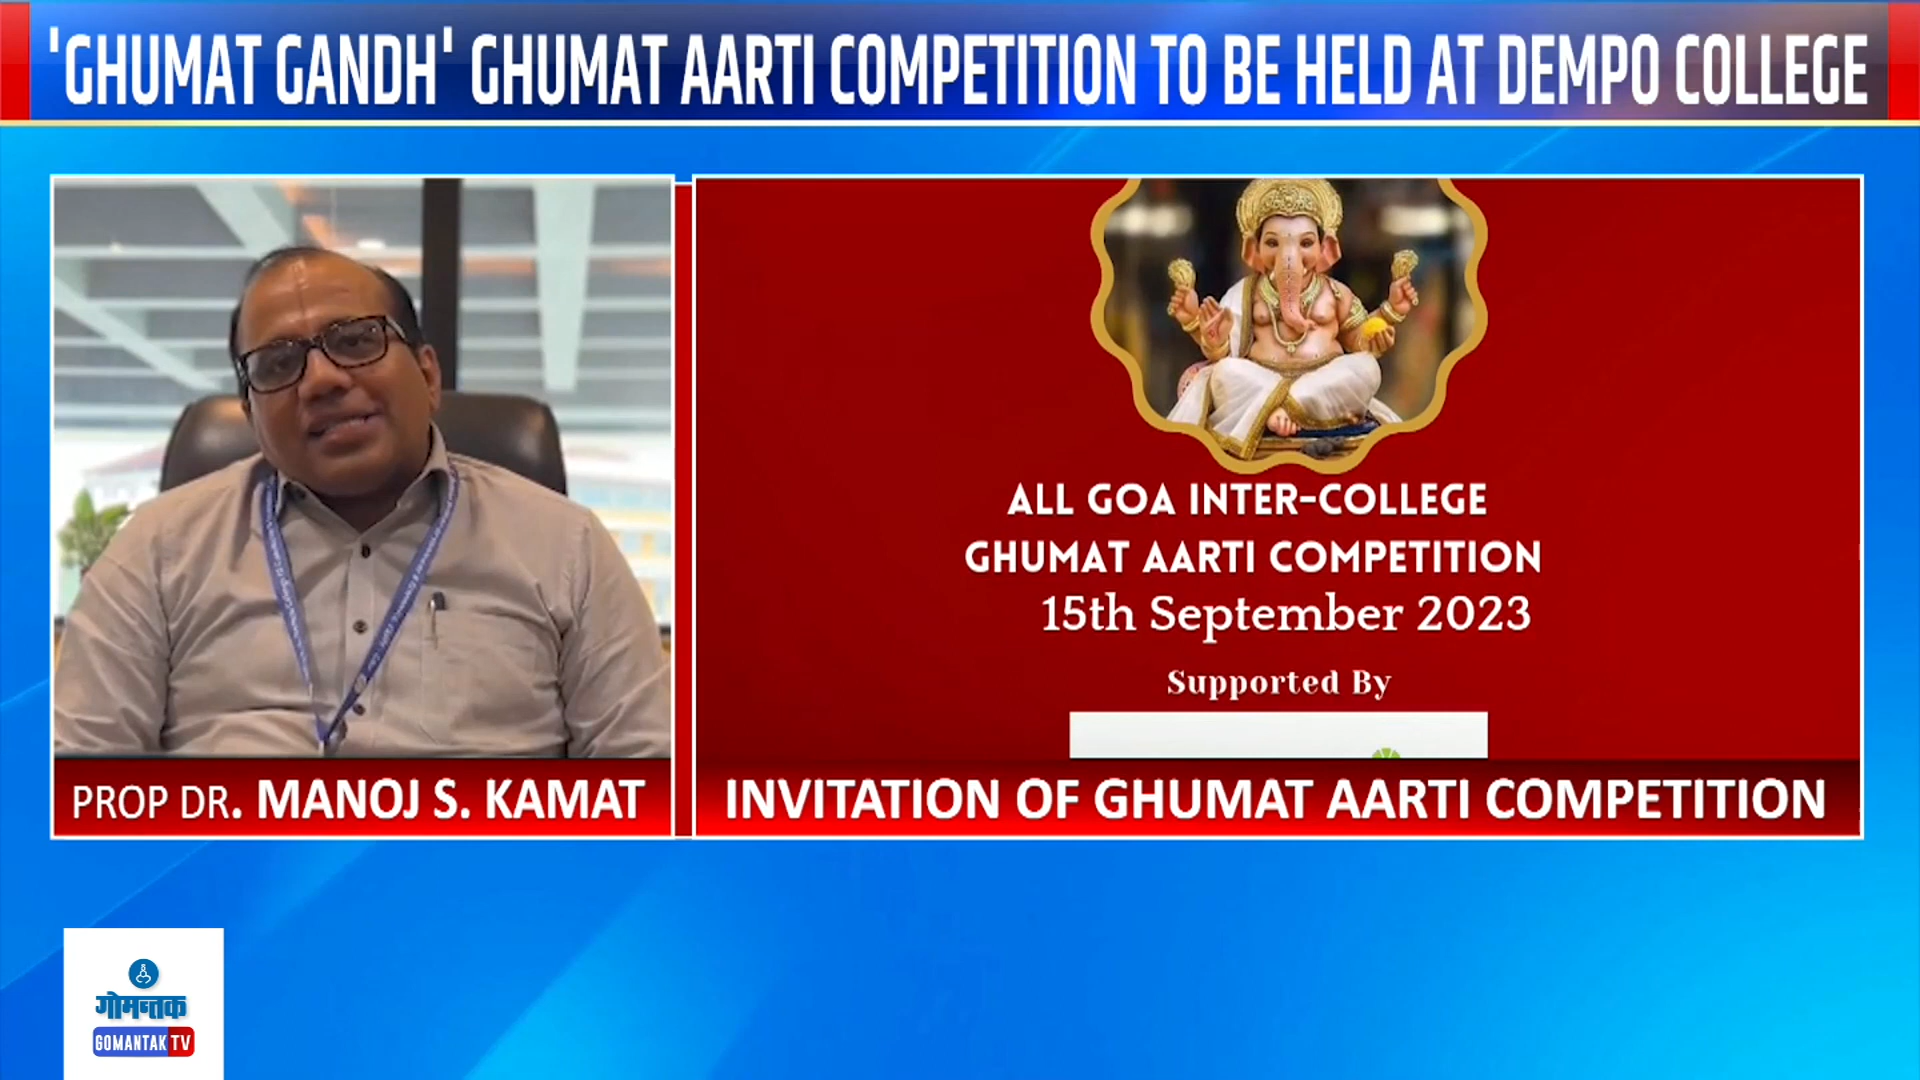 'GHUMAT GANDH' GHUMAT AARTI COMPETITION TO BE HELD AT DEMPO COLLEGE
ALL GOA INTER-COLLEGE
GHUMAT AARTI COMPETITION
15th September 2023
Supported By
PROP DR. MANOJ S. KAMAT
INVITATION OF GHUMAT AARTI COMPETITION
गोमन्तक
GOMANTAK TV